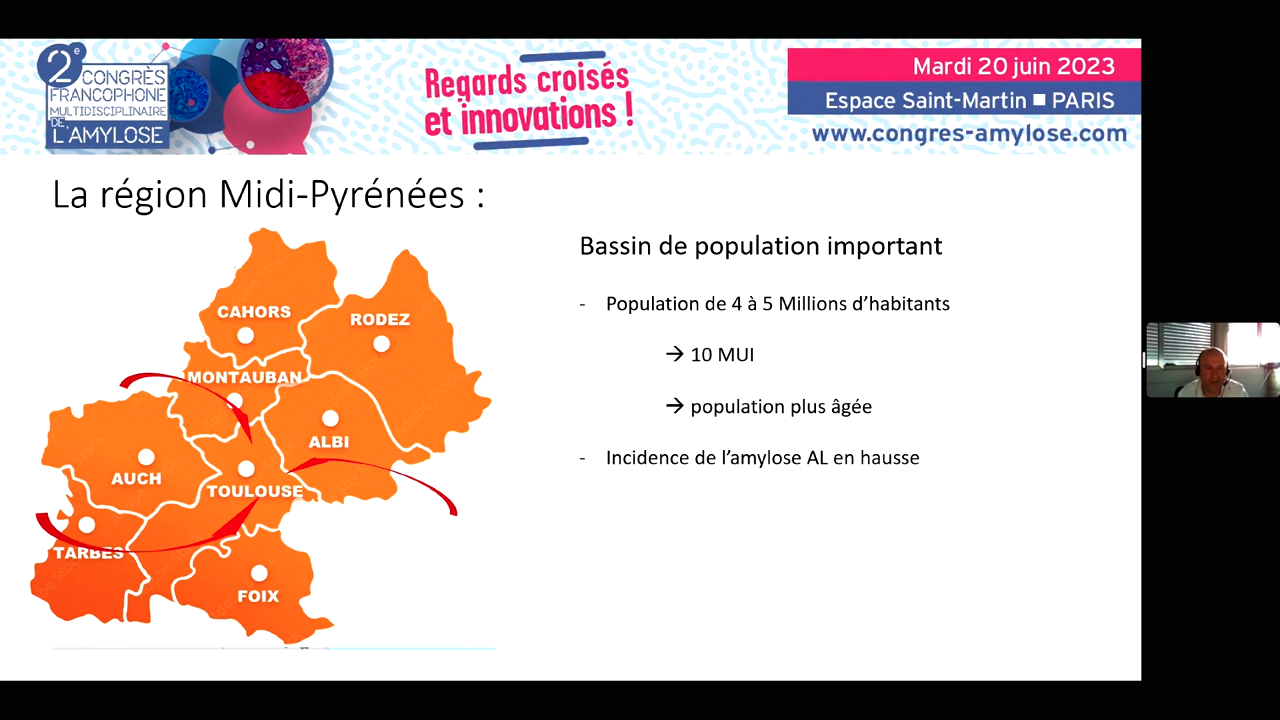 2e
CONGRÈS
FRANCOPHONE
MULTIDISCIPLINAIRE
DE
L'AMYLOSE
Regards croisés
et innovations !
Mardi 20 juin 2023
Espace Saint-Martin ■ PARIS
www.congres-amylose.com
La région Midi-Pyrénées :
CAHORS
RODEZ
MONTAUBAN
ALBI
AUCH
TOULOUSE
TARBES
FOIX
Bassin de population important
- Population de 4 à 5 Millions d’habitants
→ 10 MUI
→ population plus âgée
- Incidence de l’amylose AL en hausse